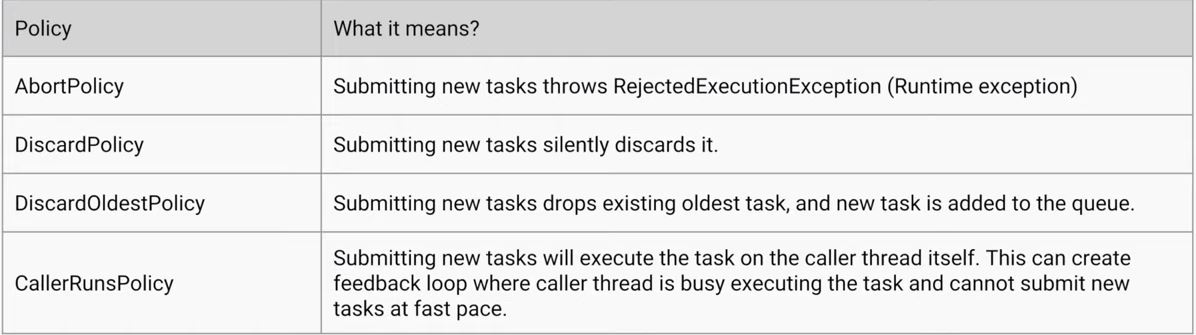 Policy
What it means?
AbortPolicy
Submitting new tasks throws RejectedExecutionException (Runtime exception)
DiscardPolicy
Submitting new tasks silently discards it.
DiscardOldestPolicy
Submitting new tasks drops existing oldest task, and new task is added to the queue.
CallerRunsPolicy
Submitting new tasks will execute the task on the caller thread itself. This can create
feedback loop where caller thread is busy executing the task and cannot submit new
tasks at fast pace.